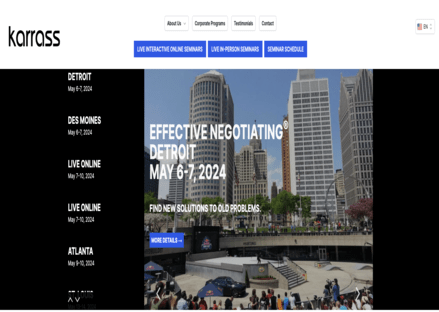 karrass
About Us
Corporate Programs
Testimonials
Contact
EN
LIVE INTERACTIVE ONLINE SEMINARS
LIVE IN-PERSON SEMINARS
SEMINAR SCHEDULE
DETROIT
May 6-7, 2024
DES MOINES
May 6-7, 2024
LIVE ONLINE
May 7-10, 2024
LIVE ONLINE
May 7-10, 2024
ATLANTA
May 9-10, 2024
EFFECTIVE NEGOTIATING®
DETROIT
MAY 6-7, 2024
FIND NEW SOLUTIONS TO OLD PROBLEMS.
MORE DETAILS→